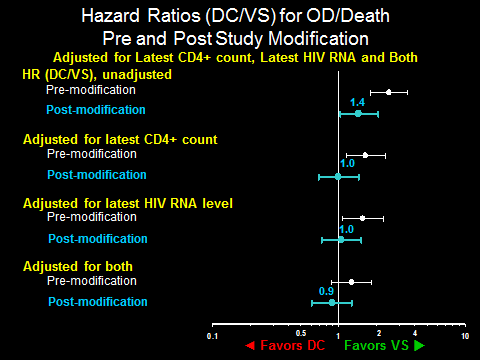 Hazard Ratios (DC/VS) for OD/Death
Pre and Post Study Modification
Adjusted for Latest CD4+ count, Latest HIV RNA and Both
HR (DC/VS), unadjusted
Pre-modification
Post-modification
1.4
Adjusted for latest CD4+ count
Pre-modification
Post-modification
1.0
Adjusted for latest HIV RNA level
Pre-modification
Post-modification
1.0
Adjusted for both
Pre-modification
Post-modification
0.9
0.1
0.5
1
2
10
Favors DC
Favors VS